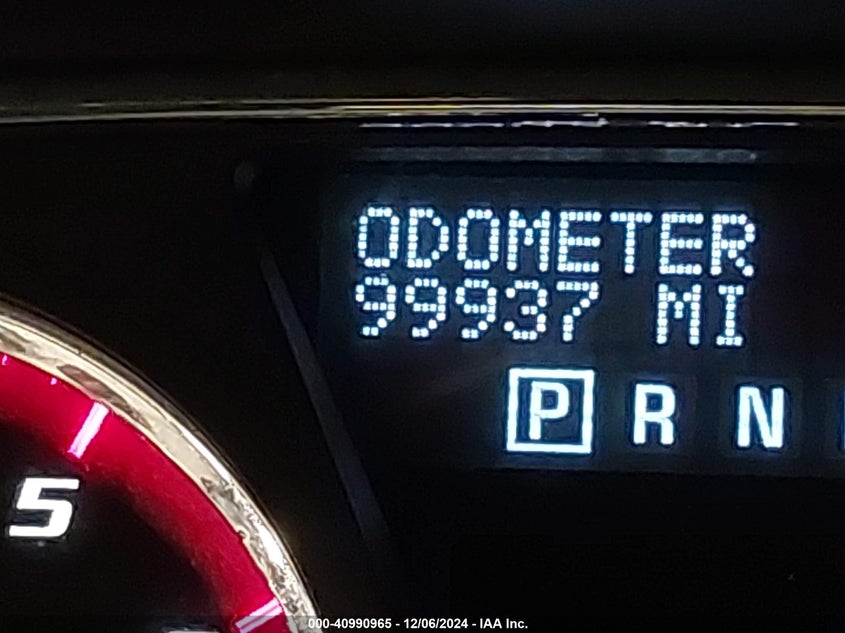 ODOMETER
99937 MI
P R N
5
000-40990965 - 12/06/2024 - IAA Inc.